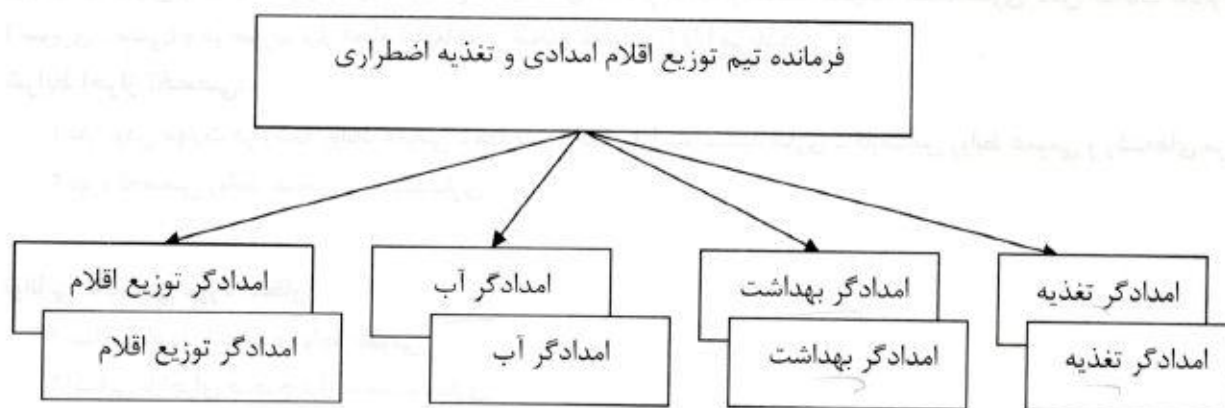 فرمانده تیم توزیع اقلام امدادی و تغذیه اضطراری
امدادگر تغذیه
امدادگر بهداشت
امدادگر آب
امدادگر توزیع اقلام
امدادگر تغذیه
امدادگر بهداشت
امدادگر آب
امدادگر توزیع اقلام